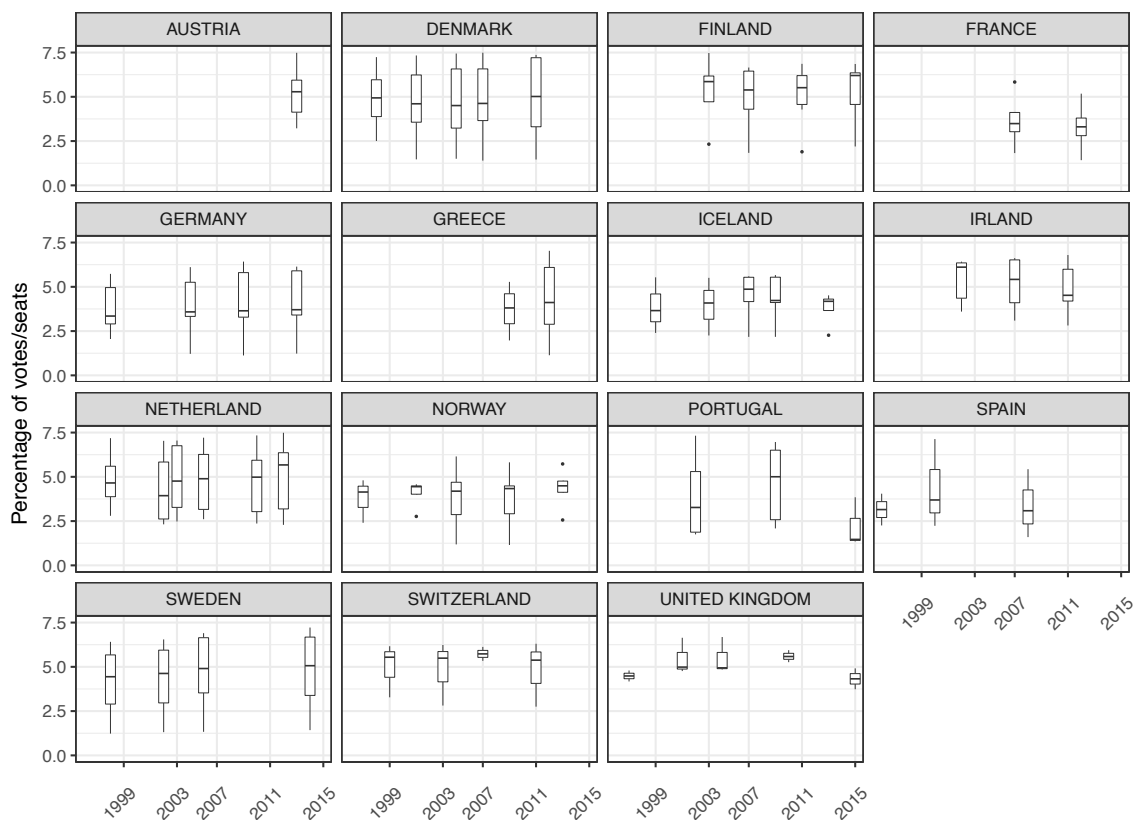 AUSTRIA DENMARK FINLAND FRANCE
7.5
5.0
2.5
0.0
GERMANY GREECE ICELAND IRLAND
7.5
5.0
2.5
0.0
NETHERLAND NORWAY PORTUGAL SPAIN
7.5
5.0
2.5
0.0
1999 2003 2007 2011 2015
SWEDEN SWITZERLAND UNITED KINGDOM
7.5
5.0
2.5
0.0
1999 2003 2007 2011 2015 1999 2003 2007 2011 2015 1999 2003 2007 2011 2015
Percentage of votes/seats